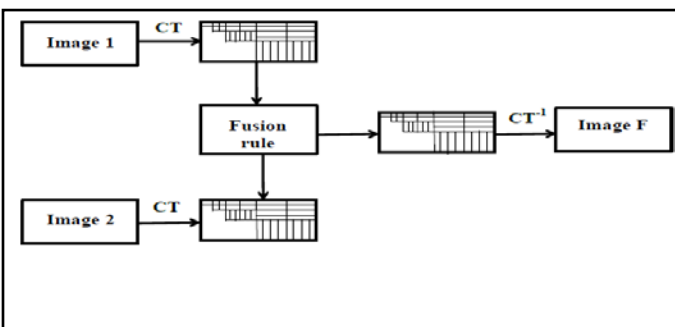 Image 1
CT
Fusion
rule
CT⁻¹
Image F
Image 2
CT